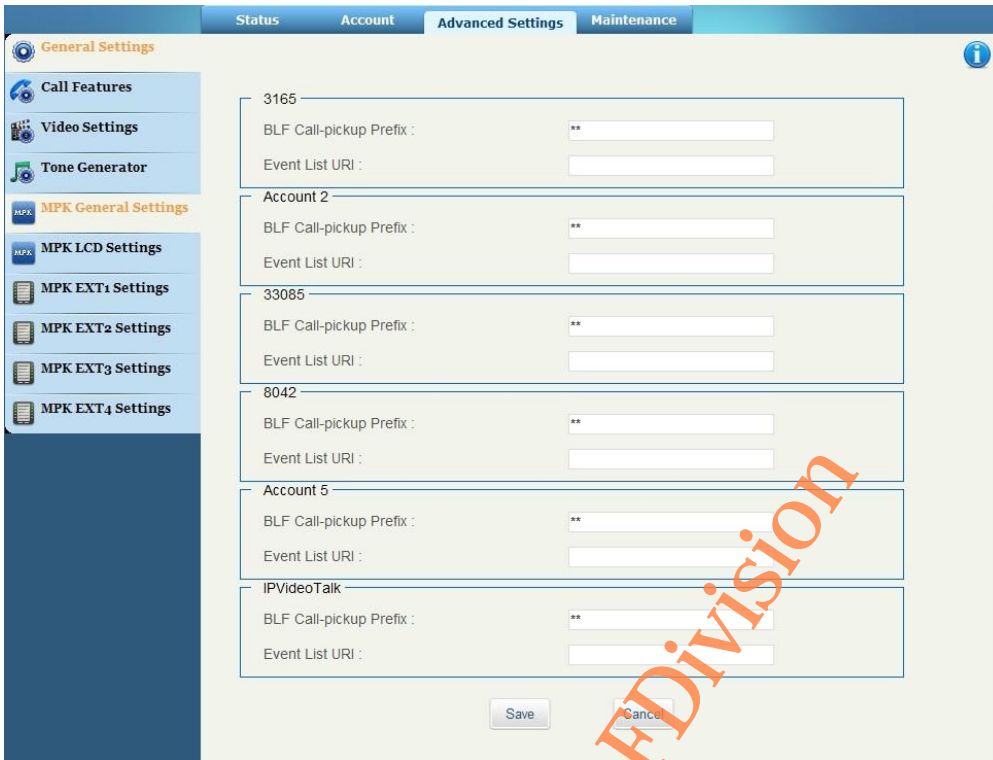 Status Account Advanced Settings Maintenance
General Settings
Call Features
Video Settings
Tone Generator
MPK MPK General Settings
MPK MPK LCD Settings
MPK EXT1 Settings
MPK EXT2 Settings
MPK EXT3 Settings
MPK EXT4 Settings
3165
BLF Call-pickup Prefix : **
Event List URI :
Account 2
BLF Call-pickup Prefix : **
Event List URI :
33085
BLF Call-pickup Prefix : **
Event List URI :
8042
BLF Call-pickup Prefix : **
Event List URI :
Account 5
BLF Call-pickup Prefix : **
Event List URI :
IPVideoTalk
BLF Call-pickup Prefix : **
Event List URI :
Save Cancel
FDivision